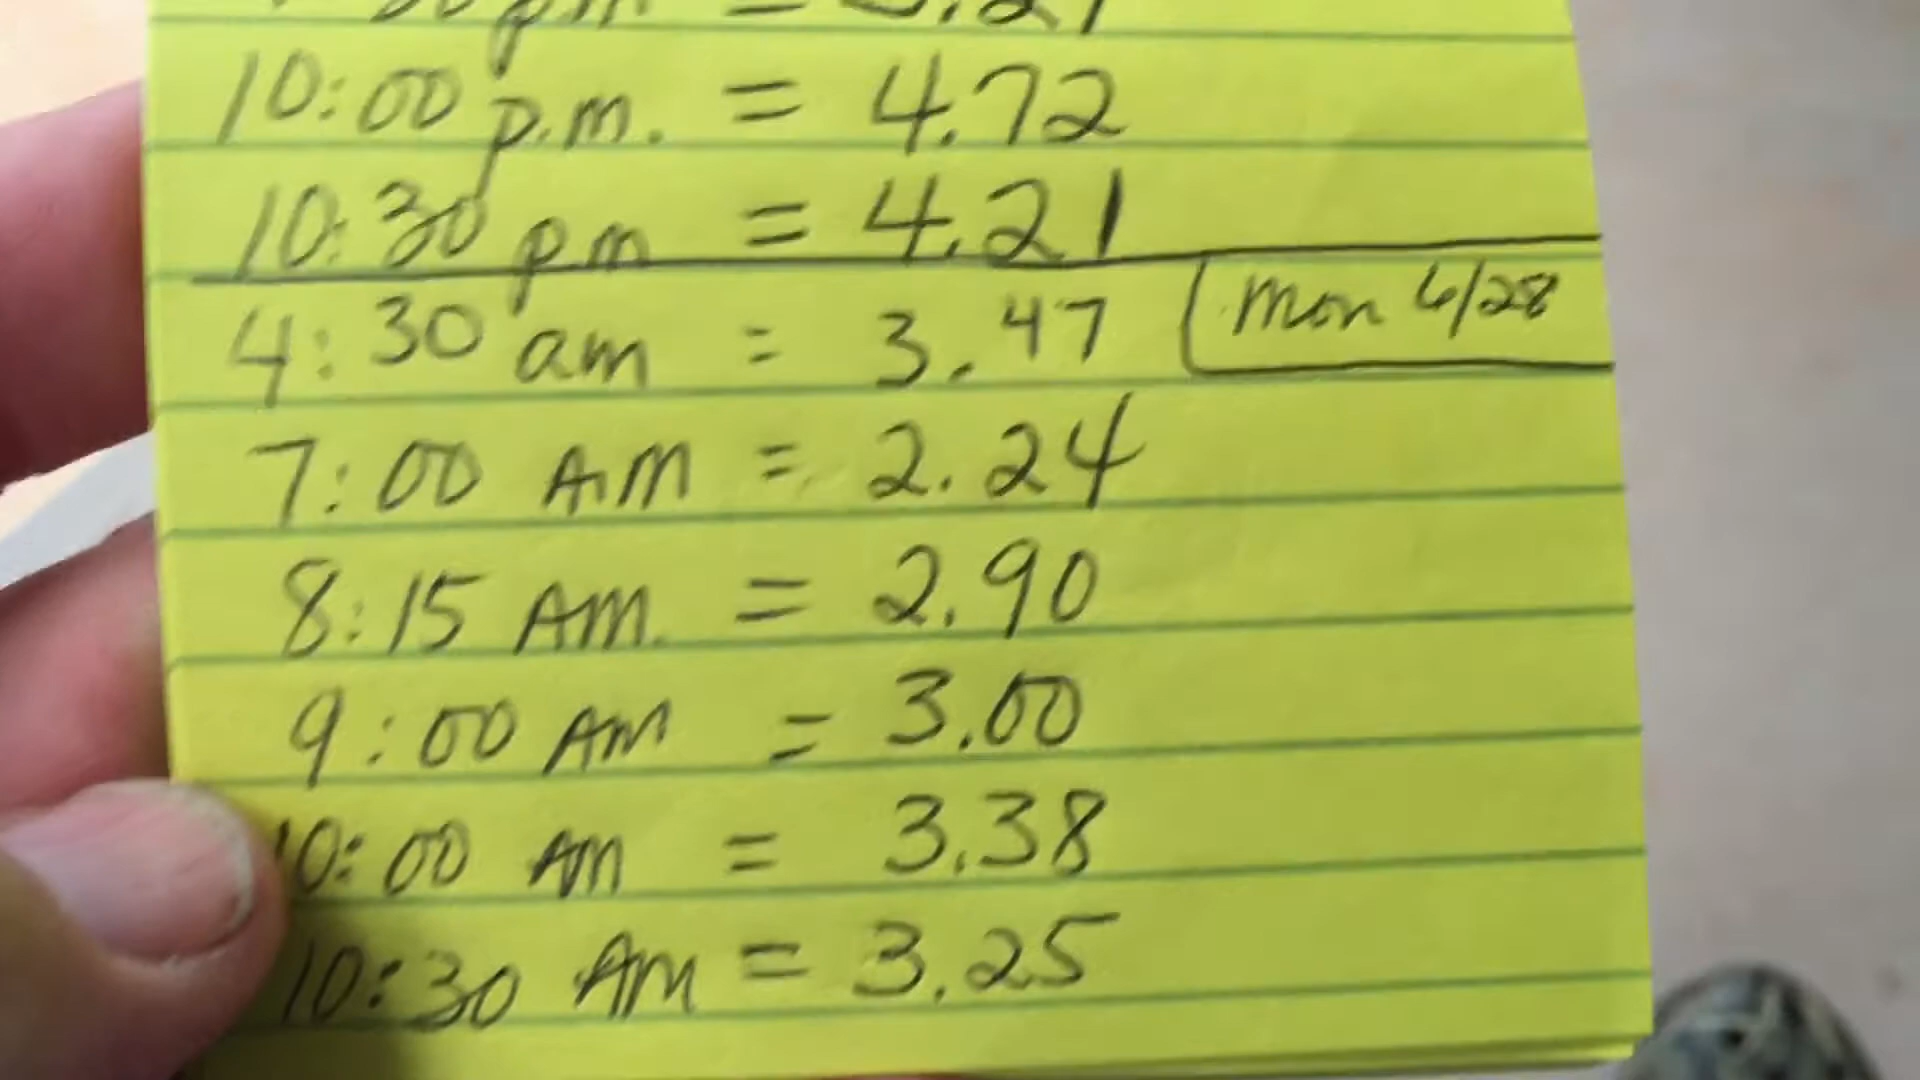 10:00 p.m. = 4.72
10:30 pm = 4.21
4:30 am = 3.47 Mon 6/28
7:00 AM = 2.24
8:15 AM. = 2.90
9:00 AM = 3.00
10:00 AM = 3.38
10:30 AM = 3.25